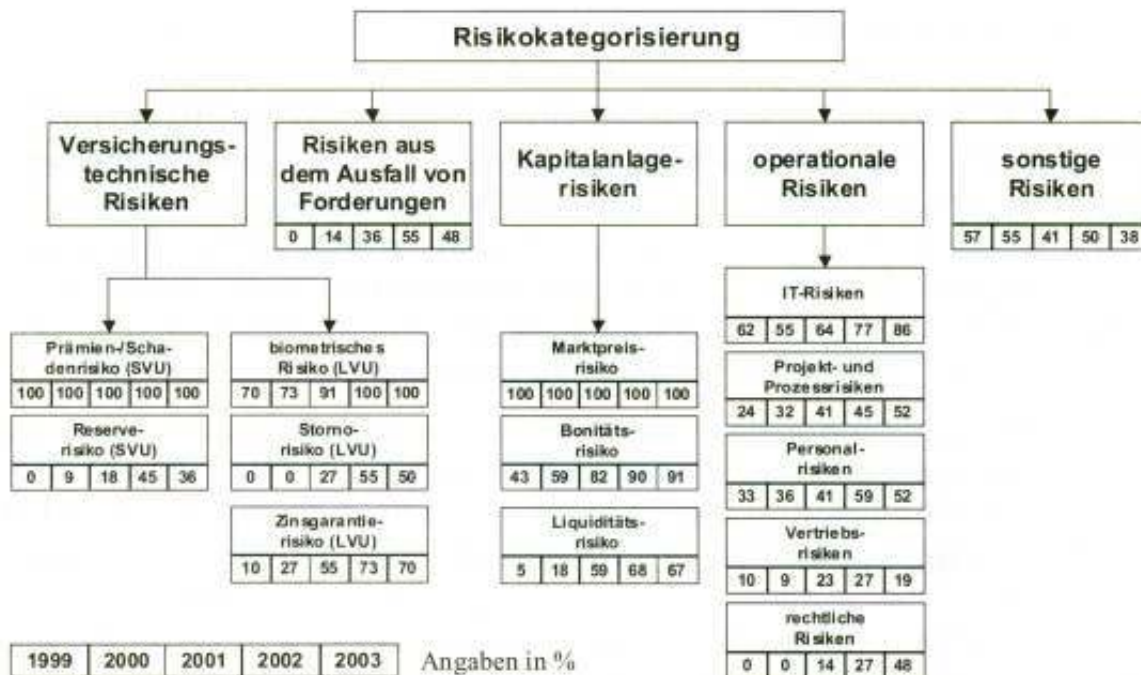 Risikokategorisierung
Versicherungs-
technische
Risiken
Risiken aus
dem Ausfall von
Forderungen
0 14 36 55 48
Kapitalanlage-
risiken
operationale
Risiken
sonstige
Risiken
57 55 41 50 38
Prämien-/Scha-
denrisiko (SVU)
100 100 100 100 100
Reserve-
risiko (SVU)
0 9 18 45 36
biometrisches
Risiko (LVU)
70 73 91 100 100
Storno-
risiko (LVU)
0 0 27 55 50
Zinsgarantie-
risiko (LVU)
10 27 55 73 70
Marktpreis-
risiko
100 100 100 100 100
Bonitäts-
risiko
43 59 82 90 91
Liquiditäts-
risiko
5 18 59 68 67
IT-Risiken
62 55 64 77 86
Projekt- und
Prozessrisiken
24 32 41 45 52
Personal-
risiken
33 36 41 59 52
Vertriebs-
risiken
10 9 23 27 19
rechtliche
Risiken
0 0 14 27 48
1999 2000 2001 2002 2003 Angaben in %